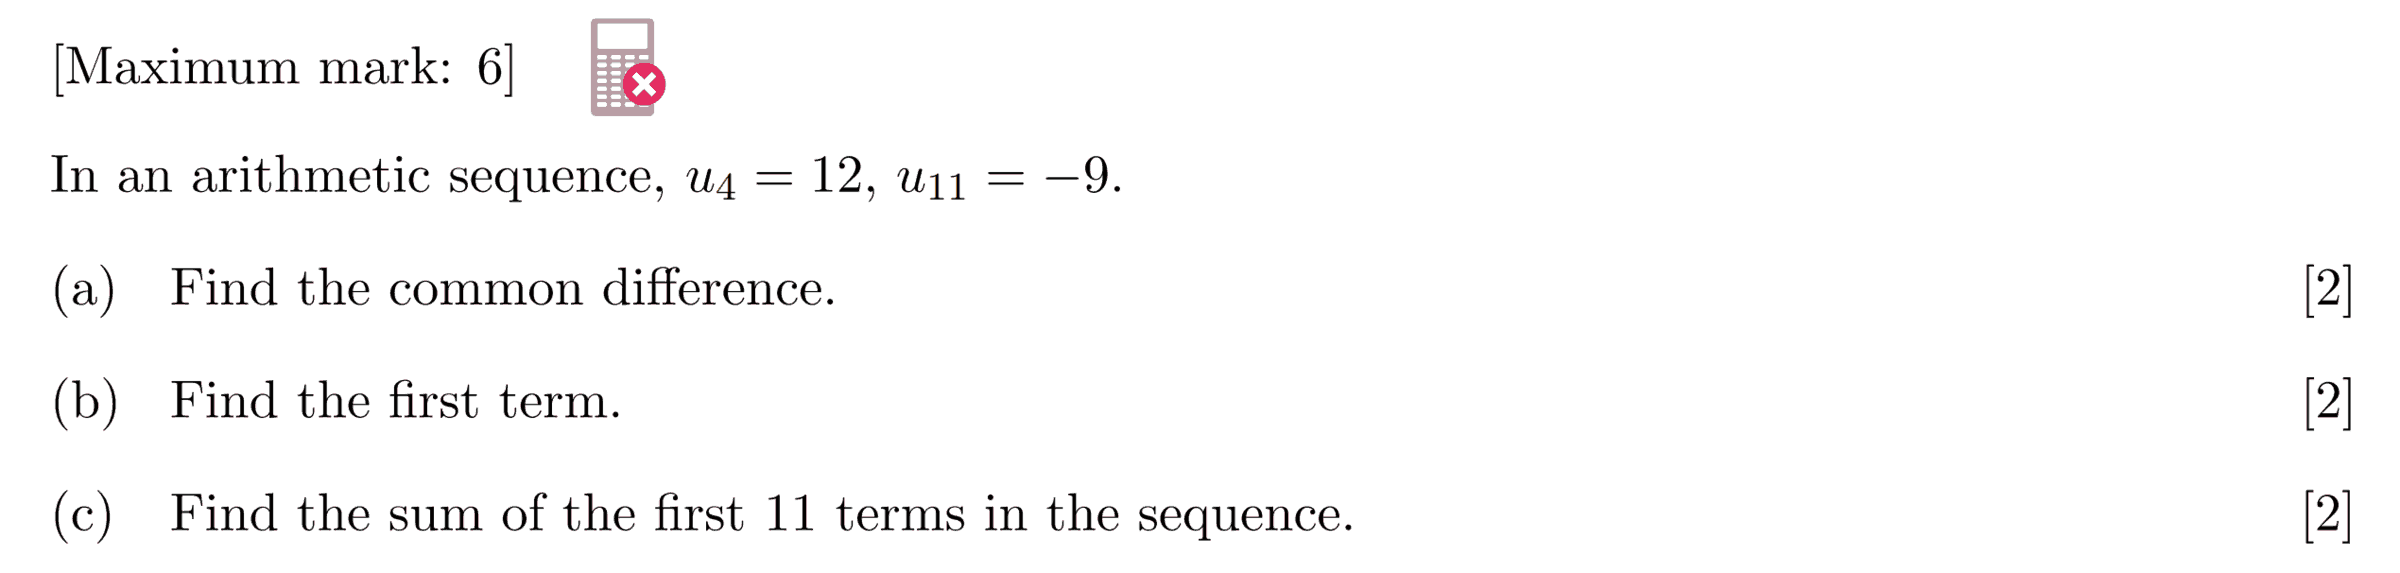 [Maximum mark: 6]
In an arithmetic sequence, u₄ = 12, u₁₁ = −9.
(a) Find the common difference. [2]
(b) Find the first term. [2]
(c) Find the sum of the first 11 terms in the sequence. [2]